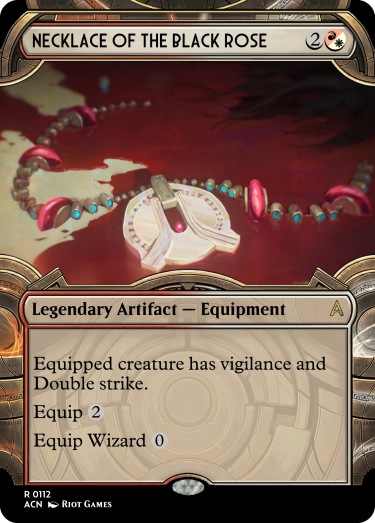 NECKLACE OF THE BLACK ROSE 2
Legendary Artifact — Equipment A
Equipped creature has vigilance and
Double strike.
Equip 2
Equip Wizard 0
R 0112
ACN RIOT GAMES